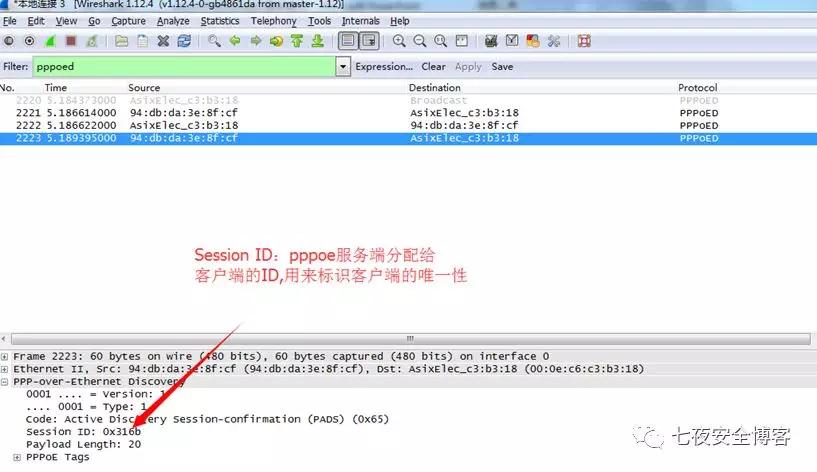 *本地连接 3 [Wireshark 1.12.4 (v1.12.4-0-gb4861da from master-1.12)]
File Edit View Go Capture Analyze Statistics Telephony Tools Internals Help
Filter: pppoed Expression... Clear Apply Save
No. Time Source Destination Protocol
2220 5.184373000 AsixElec_c3:b3:18 Broadcast PPPoED
2221 5.186614000 94:db:da:3e:8f:cf AsixElec_c3:b3:18 PPPoED
2222 5.186622000 AsixElec_c3:b3:18 94:db:da:3e:8f:cf PPPoED
2223 5.189395000 94:db:da:3e:8f:cf AsixElec_c3:b3:18 PPPoED
Session ID：pppoe服务端分配给
客户端的ID,用来标识客户端的唯一性
Frame 2223: 60 bytes on wire (480 bits), 60 bytes captured (480 bits) on interface 0
Ethernet II, Src: 94:db:da:3e:8f:cf (94:db:da:3e:8f:cf), Dst: AsixElec_c3:b3:18 (00:0e:c6:c3:b3:18)
PPP-over-Ethernet Discovery
0001 .... = Version: 1
.... 0001 = Type: 1
Code: Active Discovery Session-confirmation (PADS) (0x65)
Session ID: 0x316b
Payload Length: 20
PPPoE Tags
七夜安全博客